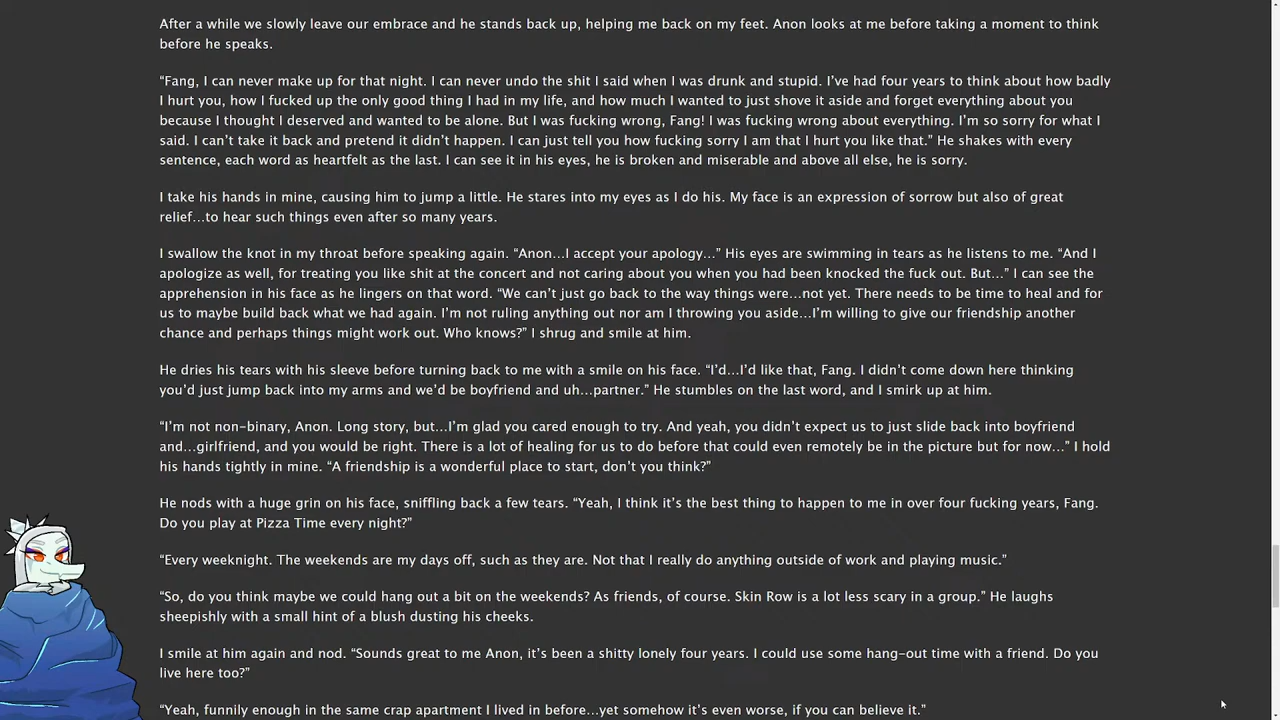 After a while we slowly leave our embrace and he stands back up, helping me back on my feet. Anon looks at me before taking a moment to think
before he speaks.
“Fang, I can never make up for that night. I can never undo the shit I said when I was drunk and stupid. I’ve had four years to think about how badly
I hurt you, how I fucked up the only good thing I had in my life, and how much I wanted to just shove it aside and forget everything about you
because I thought I deserved and wanted to be alone. But I was fucking wrong, Fang! I was fucking wrong about everything. I’m so sorry for what I
said. I can’t take it back and pretend it didn’t happen. I can just tell you how fucking sorry I am that I hurt you like that.” He shakes with every
sentence, each word as heartfelt as the last. I can see it in his eyes, he is broken and miserable and above all else, he is sorry.
I take his hands in mine, causing him to jump a little. He stares into my eyes as I do his. My face is an expression of sorrow but also of great
relief…to hear such things even after so many years.
I swallow the knot in my throat before speaking again. “Anon…I accept your apology…” His eyes are swimming in tears as he listens to me. “And I
apologize as well, for treating you like shit at the concert and not caring about you when you had been knocked the fuck out. But…” I can see the
apprehension in his face as he lingers on that word. “We can’t just go back to the way things were…not yet. There needs to be time to heal and for
us to maybe build back what we had again. I’m not ruling anything out nor am I throwing you aside…I’m willing to give our friendship another
chance and perhaps things might work out. Who knows?” I shrug and smile at him.
He dries his tears with his sleeve before turning back to me with a smile on his face. “I’d…I’d like that, Fang. I didn’t come down here thinking
you’d just jump back into my arms and we’d be boyfriend and uh…partner.” He stumbles on the last word, and I smirk up at him.
“I’m not non-binary, Anon. Long story, but…I’m glad you cared enough to try. And yeah, you didn’t expect us to just slide back into boyfriend
and…girlfriend, and you would be right. There is a lot of healing for us to do before that could even remotely be in the picture but for now…” I hold
his hands tightly in mine. “A friendship is a wonderful place to start, don’t you think?”
He nods with a huge grin on his face, sniffling back a few tears. “Yeah, I think it’s the best thing to happen to me in over four fucking years, Fang.
Do you play at Pizza Time every night?”
“Every weeknight. The weekends are my days off, such as they are. Not that I really do anything outside of work and playing music.”
“So, do you think maybe we could hang out a bit on the weekends? As friends, of course. Skin Row is a lot less scary in a group.” He laughs
sheepishly with a small hint of a blush dusting his cheeks.
I smile at him again and nod. “Sounds great to me Anon, it’s been a shitty lonely four years. I could use some hang-out time with a friend. Do you
live here too?”
“Yeah, funnily enough in the same crap apartment I lived in before…yet somehow it’s even worse, if you can believe it.”